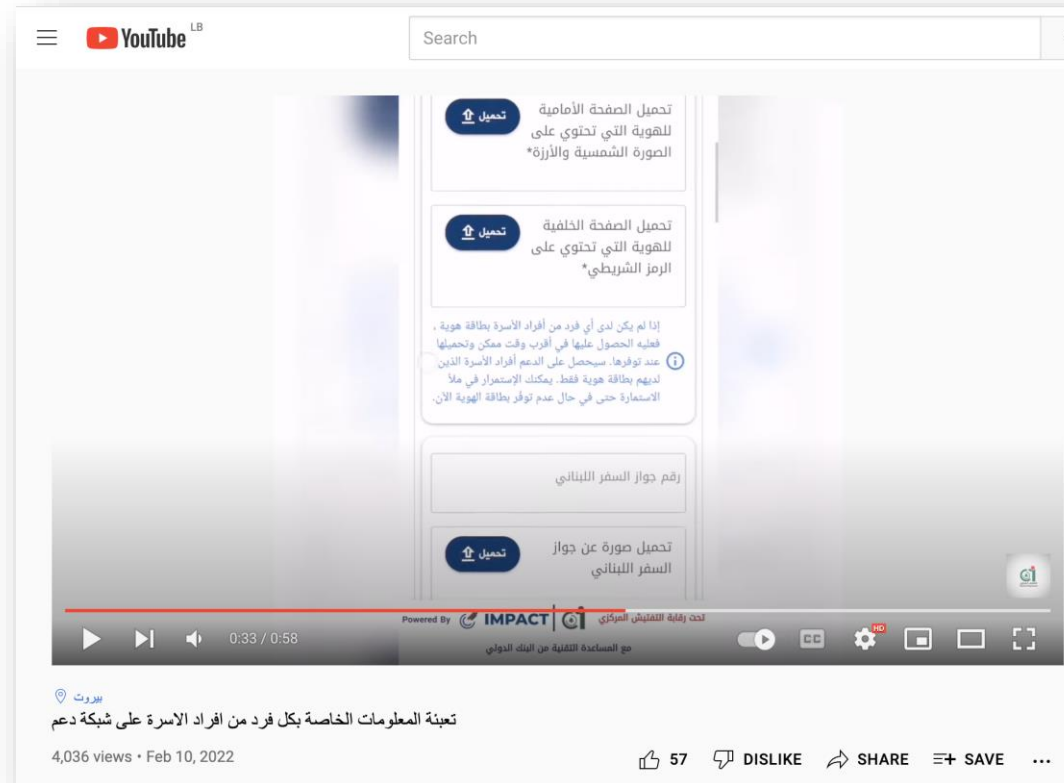 YouTube LB
Search
تحميل الصفحة الأمامية
للهوية التي تحتوي على
الصورة الشمسية والأرزة*
تحميل
تحميل الصفحة الخلفية
للهوية التي تحتوي على
الرمز الشريطي*
تحميل
إذا لم يكن لدى أي فرد من أفراد الأسرة بطاقة هوية ،
فعليه الحصول عليها في أقرب وقت ممكن وتحميلها
عند توفرها. سيحصل على الدعم أفراد الأسرة الذين
لديهم بطاقة هوية فقط. يمكنك الإستمرار في ملأ
الاستمارة حتى في حال عدم توفّر بطاقة الهوية الآن.
رقم جواز السفر اللبناني
تحميل صورة عن جواز
السفر اللبناني
تحميل
Powered By IMPACT تحت رقابة التفتيش المركزي
مع المساعدة التقنية من البنك الدولي
0:33 / 0:58
CC
HD
بيروت
تعبئة المعلومات الخاصة بكل فرد من افراد الاسرة على شبكة دعم
4,036 views • Feb 10, 2022
57 DISLIKE SHARE SAVE ...